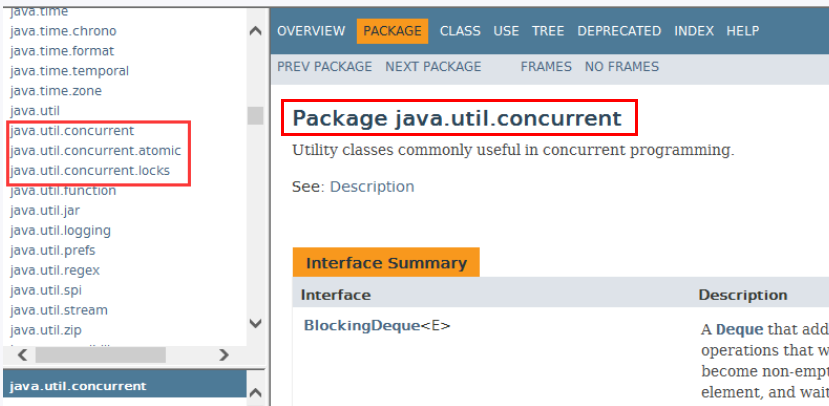 java.time
java.time.chrono
java.time.format
java.time.temporal
java.time.zone
java.util
java.util.concurrent
java.util.concurrent.atomic
java.util.concurrent.locks
java.util.function
java.util.jar
java.util.logging
java.util.prefs
java.util.regex
java.util.spi
java.util.stream
java.util.zip
java.util.concurrent
OVERVIEW PACKAGE CLASS USE TREE DEPRECATED INDEX HELP
PREV PACKAGE NEXT PACKAGE FRAMES NO FRAMES
Package java.util.concurrent
Utility classes commonly useful in concurrent programming.
See: Description
Interface Summary
Interface Description
BlockingDeque<E> A Deque that add
operations that w
become non-empt
element, and wait